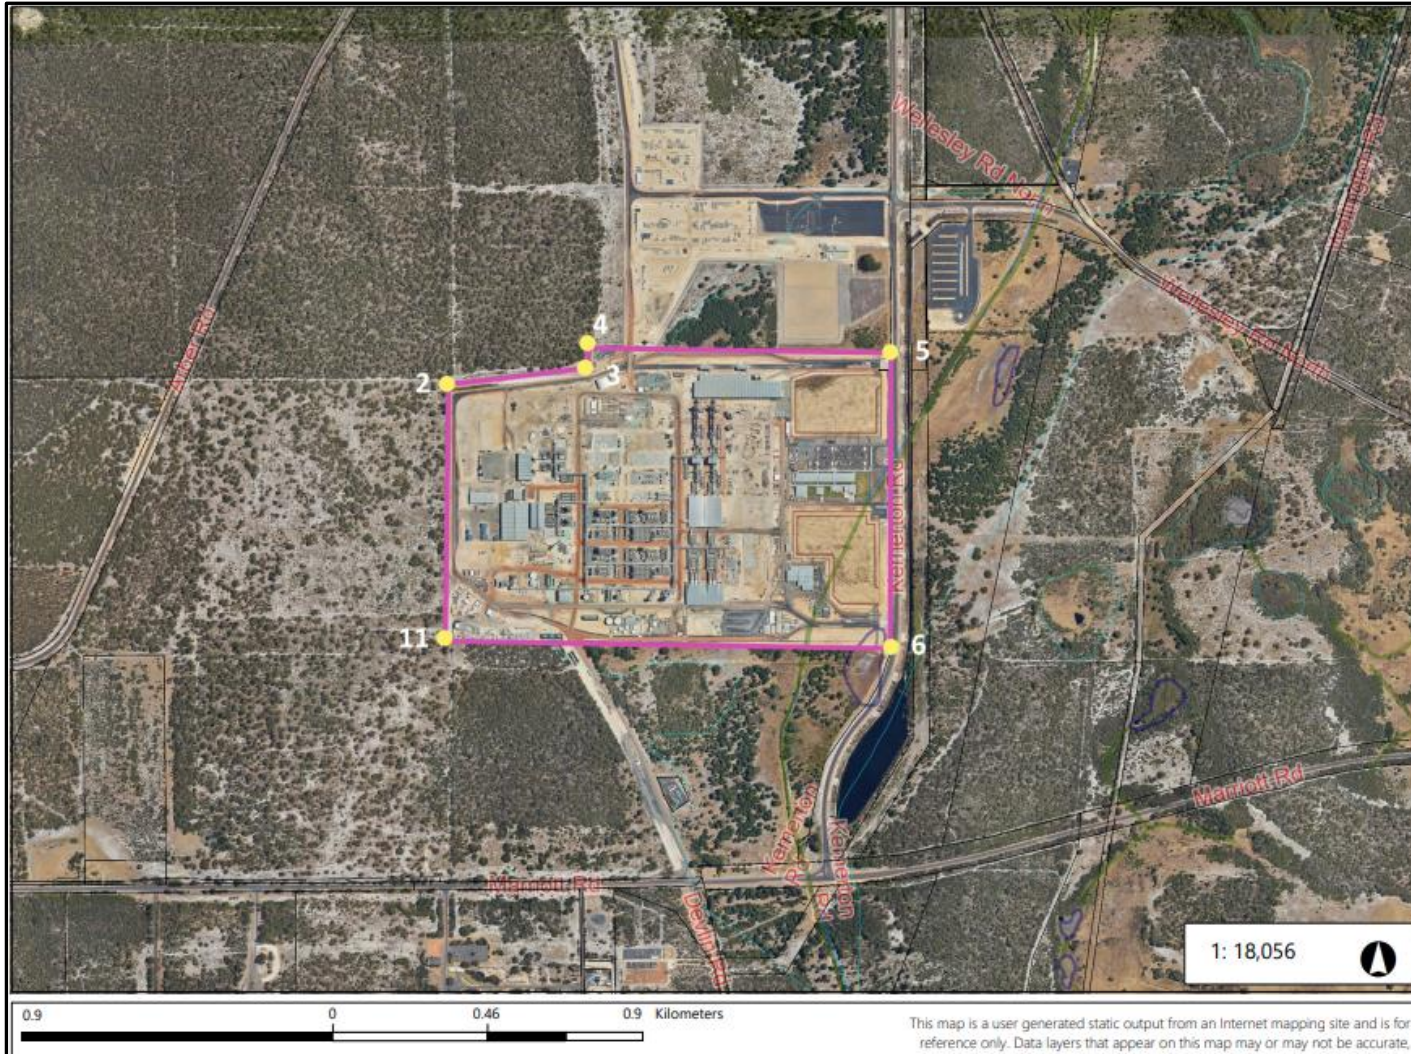 Wellesley Rd North
Wellington Rd
Wellesley Rd North
Archer Rd
4
5
3
2
Kemerton Rd
11
6
Marriott Rd
Kemerton
Rd
Kemerton
Rd
Marriott Rd
Devlin Rd
1: 18,056
0.9 0 0.46 0.9 Kilometers
This map is a user generated static output from an Internet mapping site and is for
reference only. Data layers that appear on this map may or may not be accurate,